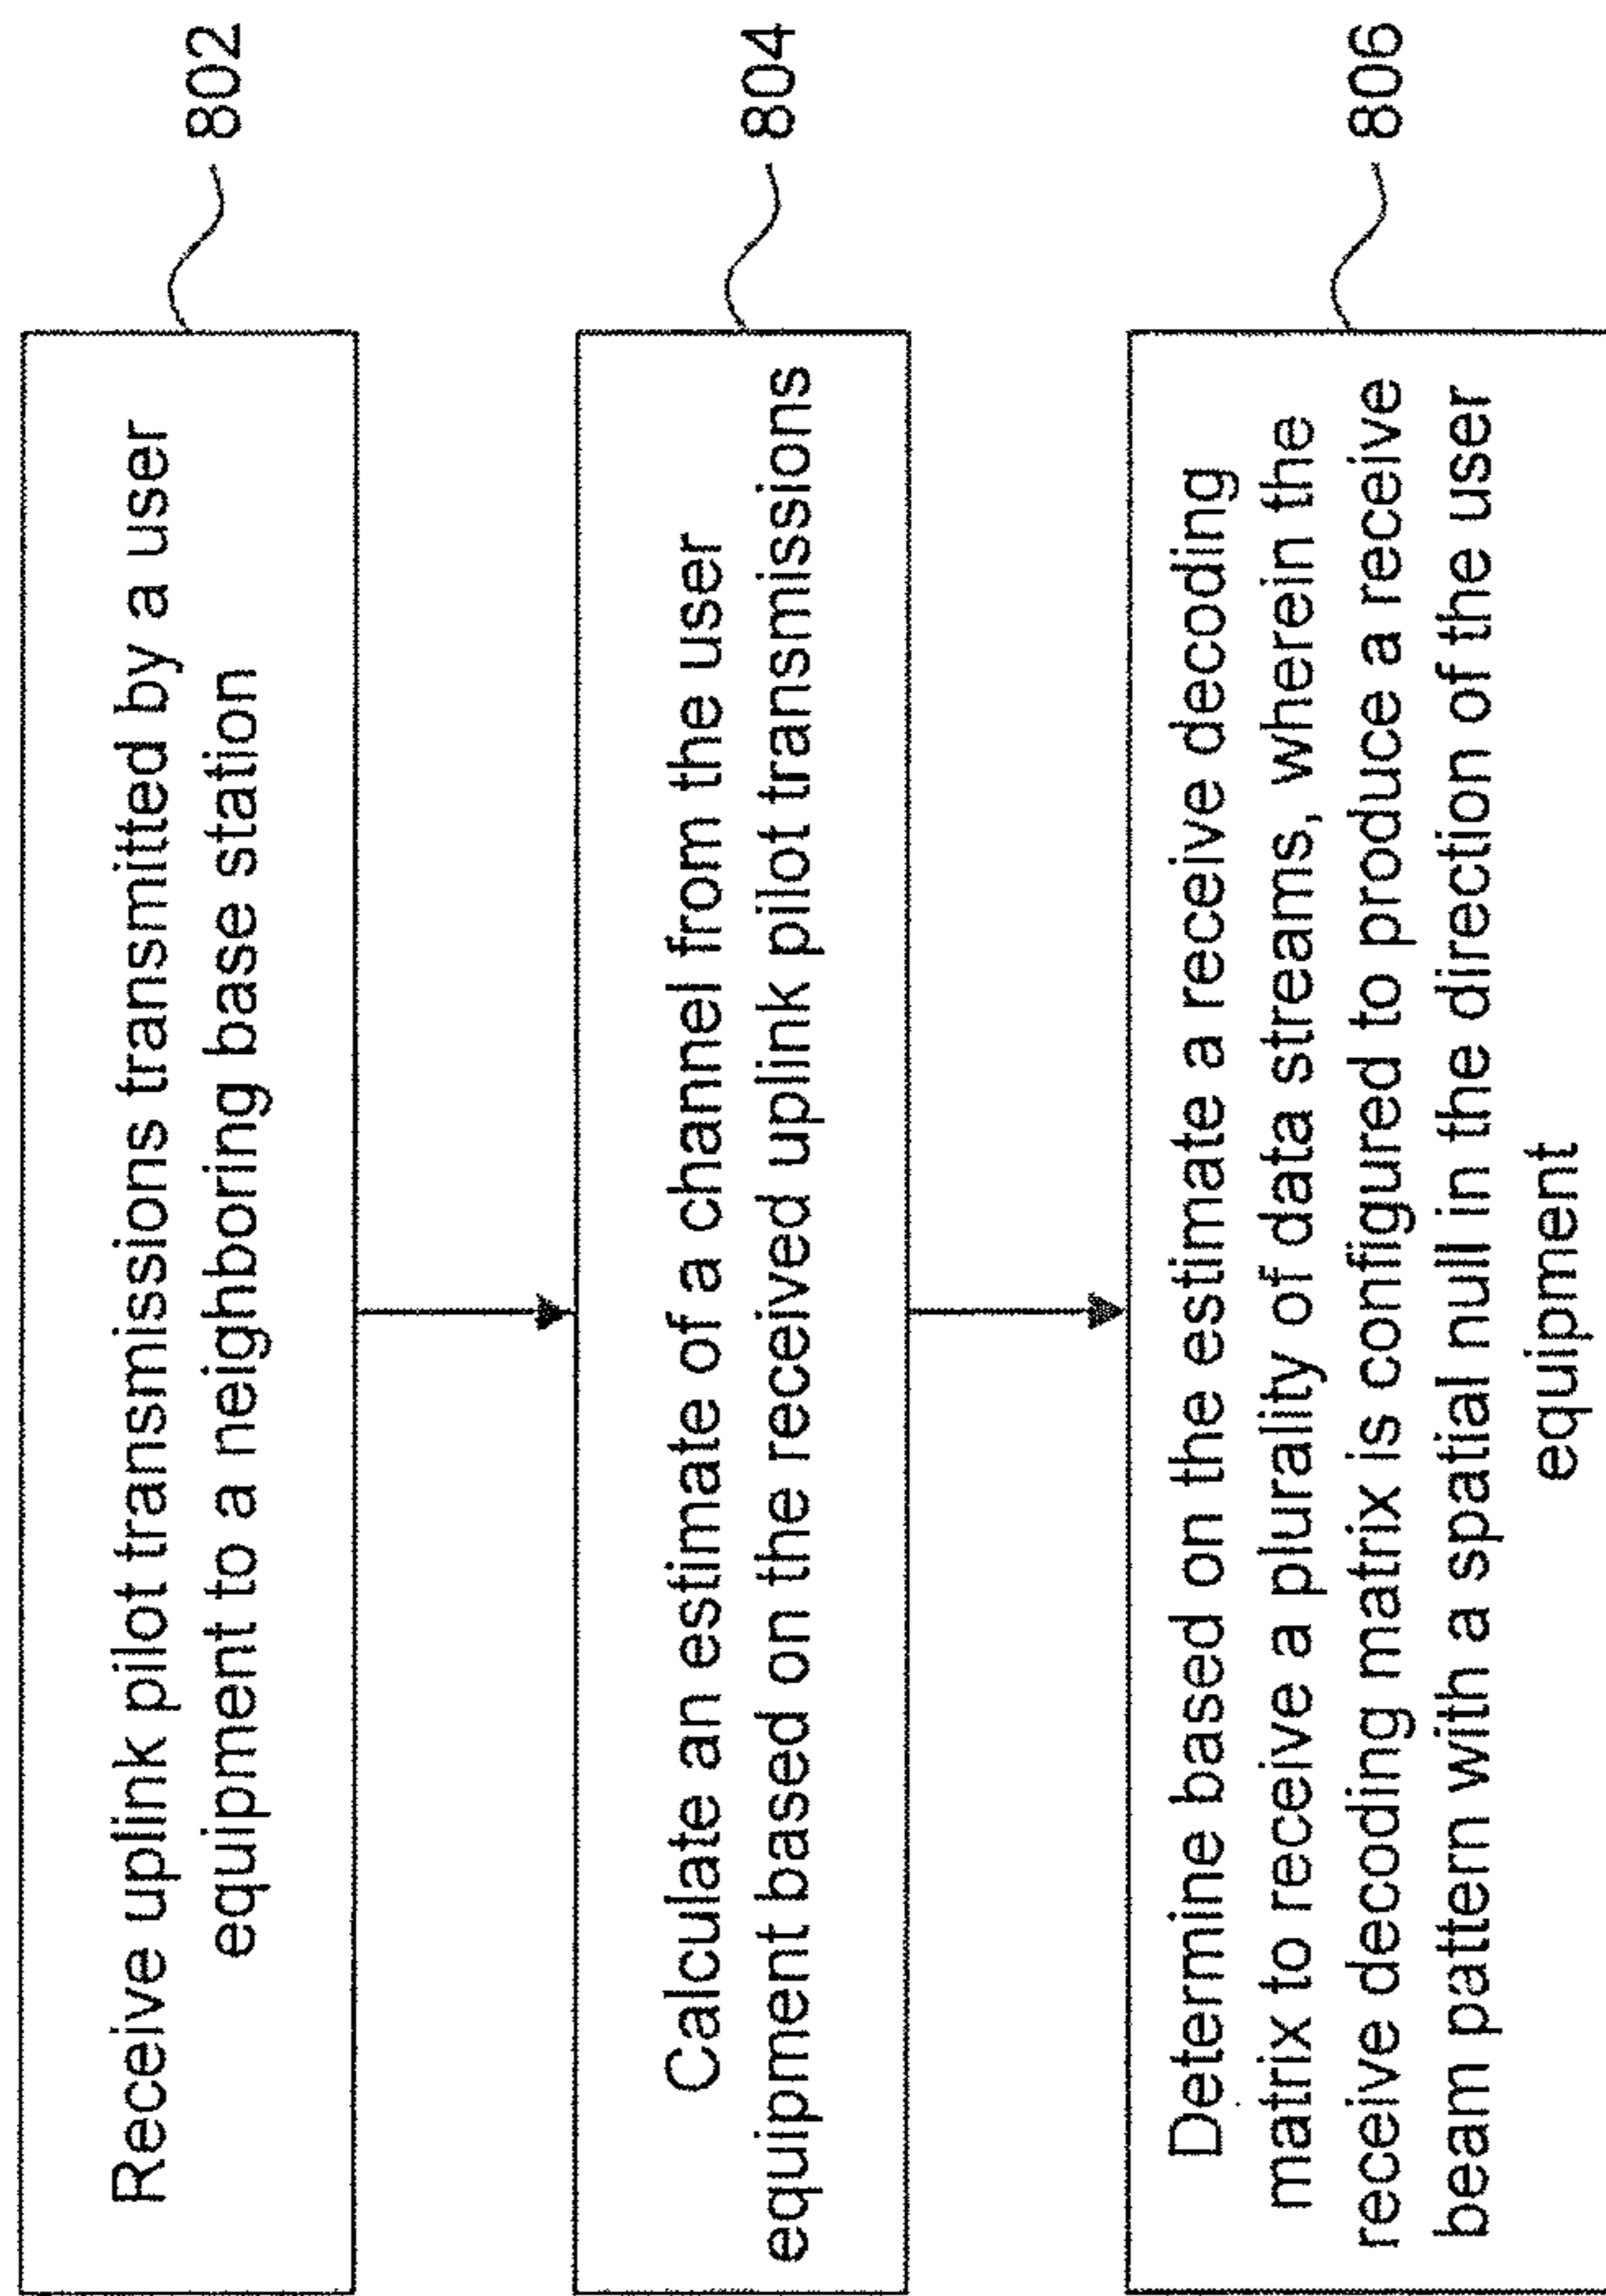 Receive uplink pilot transmissions transmitted by a user
equipment to a neighboring base station
802
Calculate an estimate of a channel from the user
equipment based on the received uplink pilot transmissions
804
Determine based on the estimate a receive decoding
matrix to receive a plurality of data streams, wherein the
receive decoding matrix is configured to produce a receive
beam pattern with a spatial null in the direction of the user
equipment
806